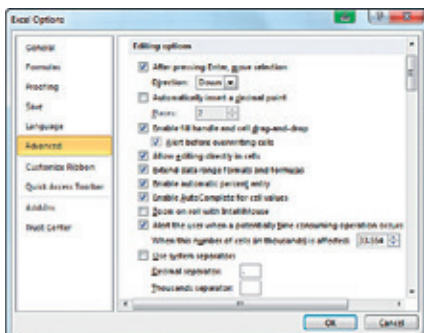 Excel Options
General
Formulas
Proofing
Save
Language
Advanced
Customize Ribbon
Quick Access Toolbar
Add-Ins
Trust Center
Editing options
After pressing Enter, move selection
Direction: Down
Automatically insert a decimal point
Places: 2
Enable fill handle and cell drag-and-drop
Alert before overwriting cells
Allow editing directly in cells
Extend data range formats and formulas
Enable automatic percent entry
Enable AutoComplete for cell values
Zoom on roll with IntelliMouse
Alert the user when a potentially time consuming operation occurs
When this number of cells (in thousands) is affected:
Use system separators
Decimal separator: .
Thousands separator:
OK
Cancel